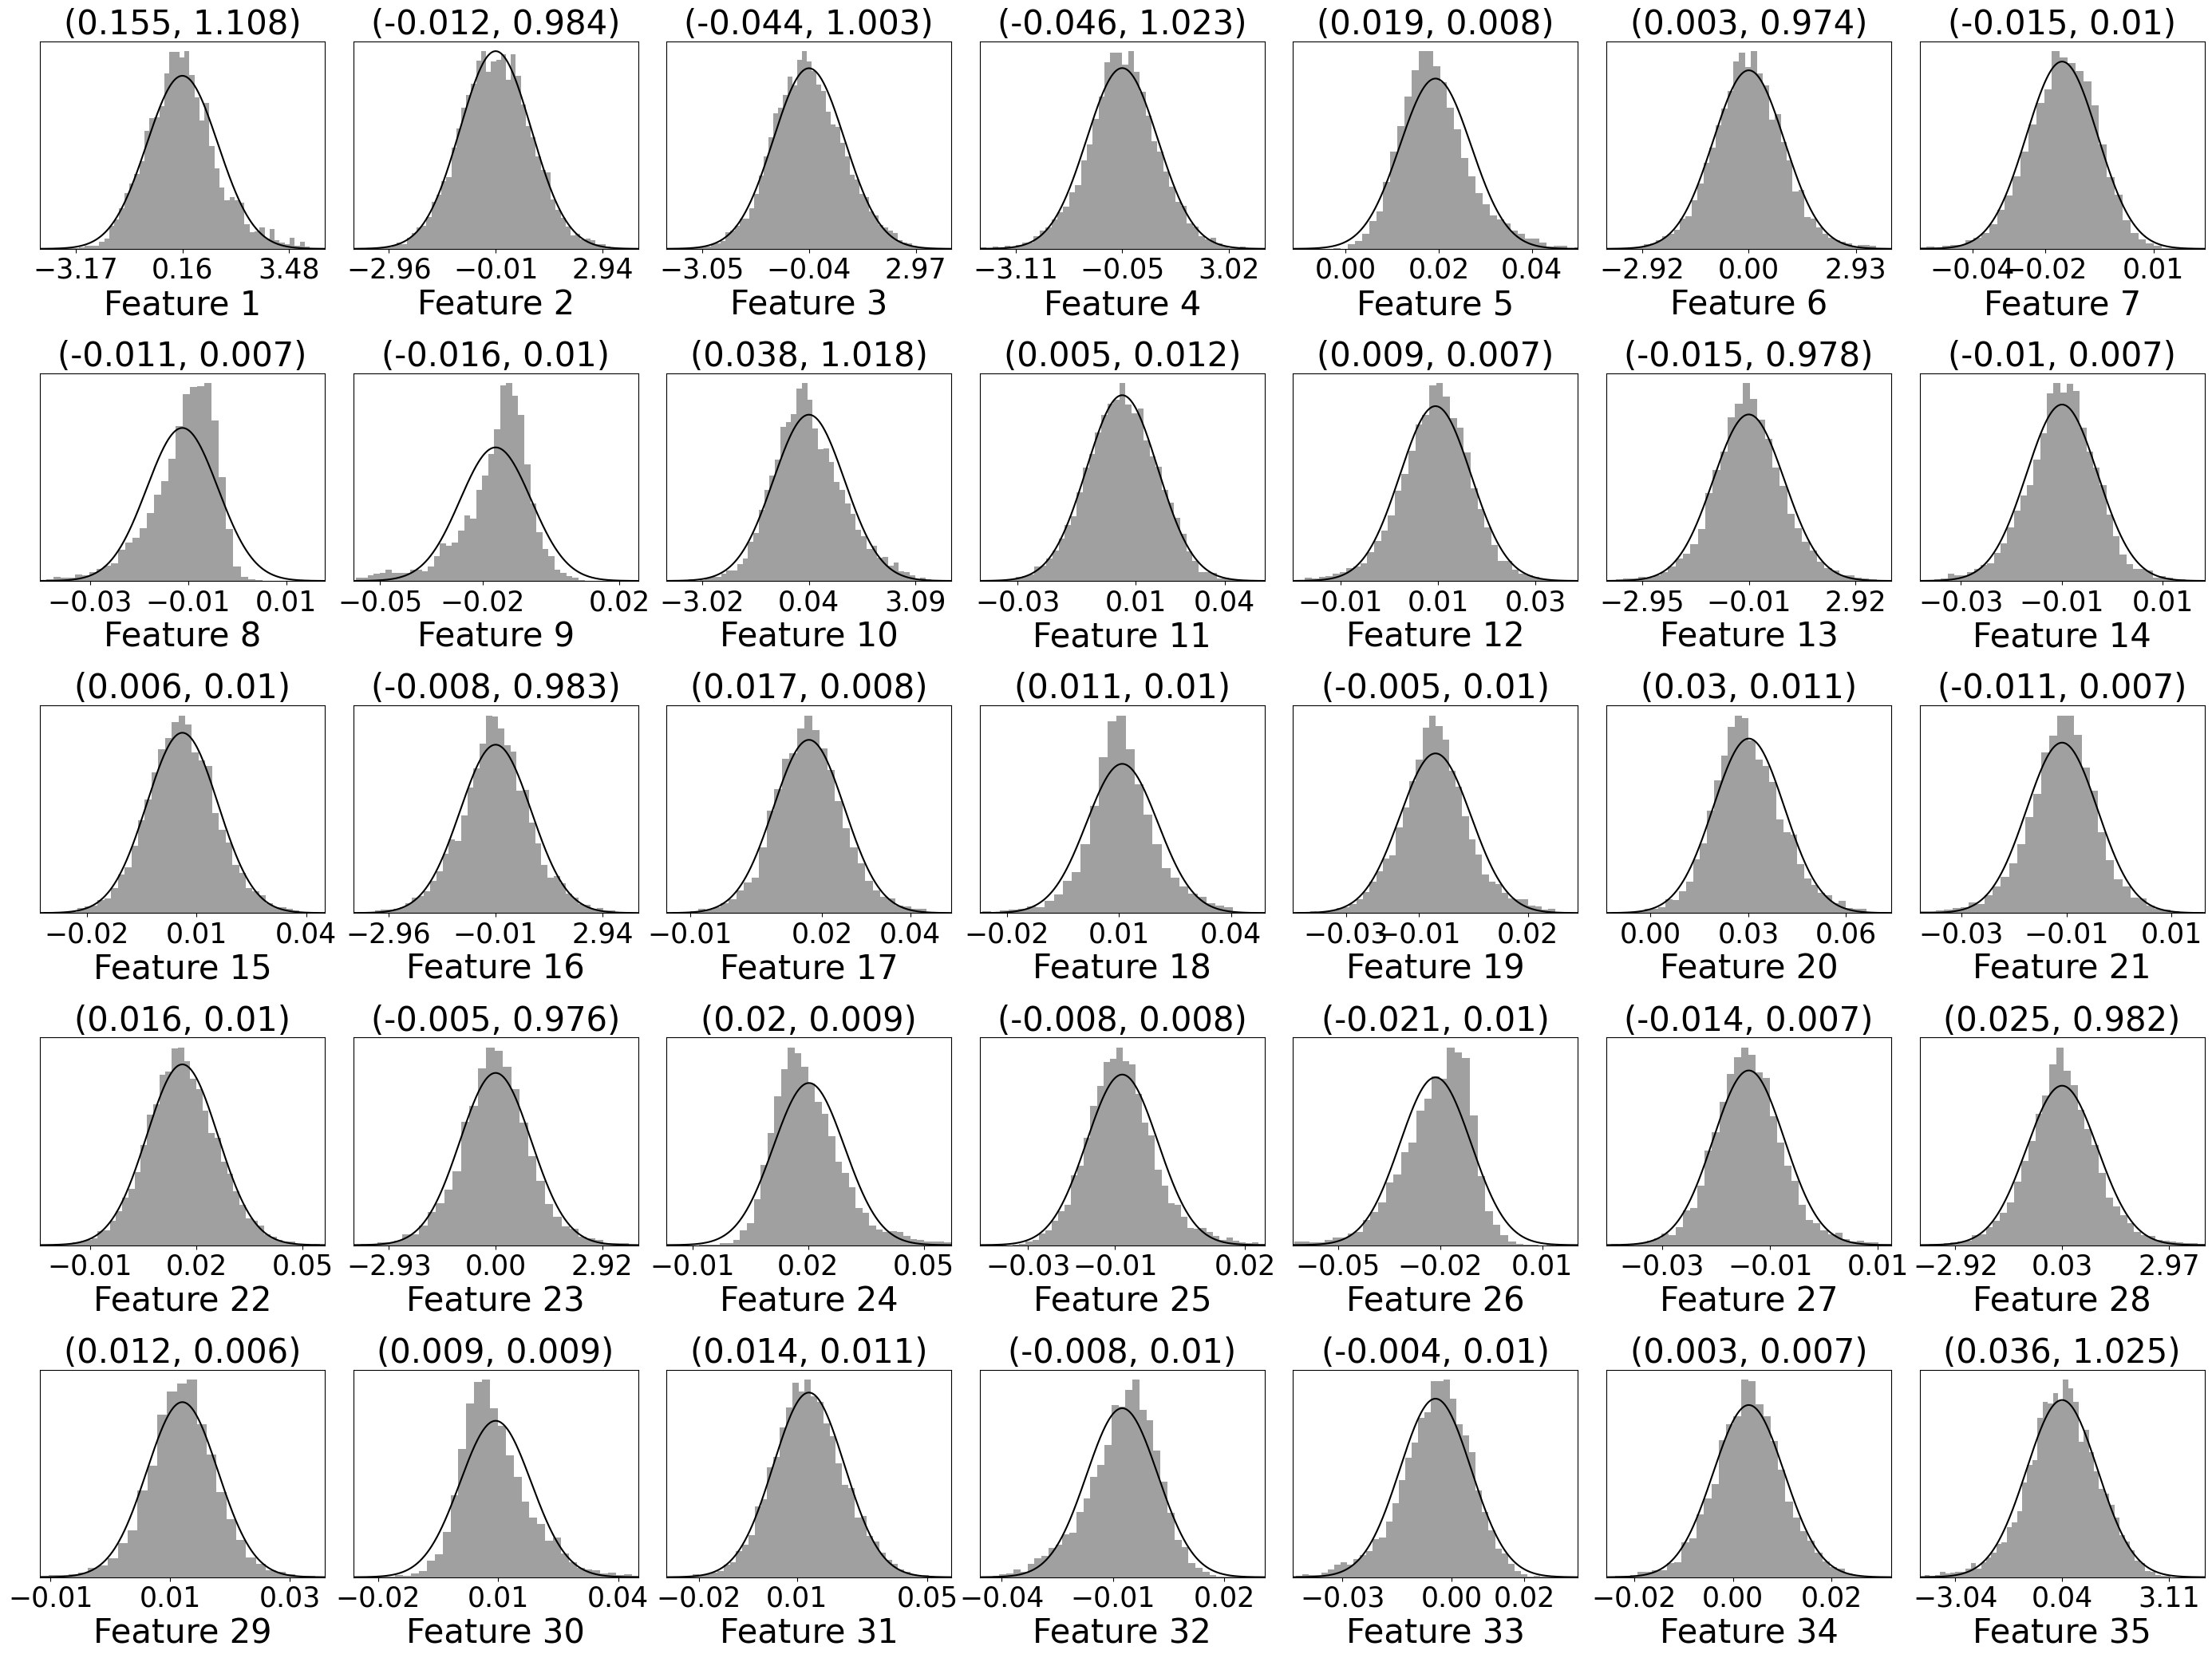 (0.155, 1.108) (-0.012, 0.984) (-0.044, 1.003) (-0.046, 1.023) (0.019, 0.008) (0.003, 0.974) (-0.015, 0.01)
−3.17 0.16 3.48 −2.96 −0.01 2.94 −3.05 −0.04 2.97 −3.11 −0.05 3.02 0.00 0.02 0.04 −2.92 0.00 2.93 −0.04 −0.02 0.01
Feature 1 Feature 2 Feature 3 Feature 4 Feature 5 Feature 6 Feature 7
(-0.011, 0.007) (-0.016, 0.01) (0.038, 1.018) (0.005, 0.012) (0.009, 0.007) (-0.015, 0.978) (-0.01, 0.007)
−0.03 −0.01 0.01 −0.05 −0.02 0.02 −3.02 0.04 3.09 −0.03 0.01 0.04 −0.01 0.01 0.03 −2.95 −0.01 2.92 −0.03 −0.01 0.01
Feature 8 Feature 9 Feature 10 Feature 11 Feature 12 Feature 13 Feature 14
(0.006, 0.01) (-0.008, 0.983) (0.017, 0.008) (0.011, 0.01) (-0.005, 0.01) (0.03, 0.011) (-0.011, 0.007)
−0.02 0.01 0.04 −2.96 −0.01 2.94 −0.01 0.02 0.04 −0.02 0.01 0.04 −0.03 −0.01 0.02 0.00 0.03 0.06 −0.03 −0.01 0.01
Feature 15 Feature 16 Feature 17 Feature 18 Feature 19 Feature 20 Feature 21
(0.016, 0.01) (-0.005, 0.976) (0.02, 0.009) (-0.008, 0.008) (-0.021, 0.01) (-0.014, 0.007) (0.025, 0.982)
−0.01 0.02 0.05 −2.93 0.00 2.92 −0.01 0.02 0.05 −0.03 −0.01 0.02 −0.05 −0.02 0.01 −0.03 −0.01 0.01 −2.92 0.03 2.97
Feature 22 Feature 23 Feature 24 Feature 25 Feature 26 Feature 27 Feature 28
(0.012, 0.006) (0.009, 0.009) (0.014, 0.011) (-0.008, 0.01) (-0.004, 0.01) (0.003, 0.007) (0.036, 1.025)
−0.01 0.01 0.03 −0.02 0.01 0.04 −0.02 0.01 0.05 −0.04 −0.01 0.02 −0.03 0.00 0.02 −0.02 0.00 0.02 −3.04 0.04 3.11
Feature 29 Feature 30 Feature 31 Feature 32 Feature 33 Feature 34 Feature 35